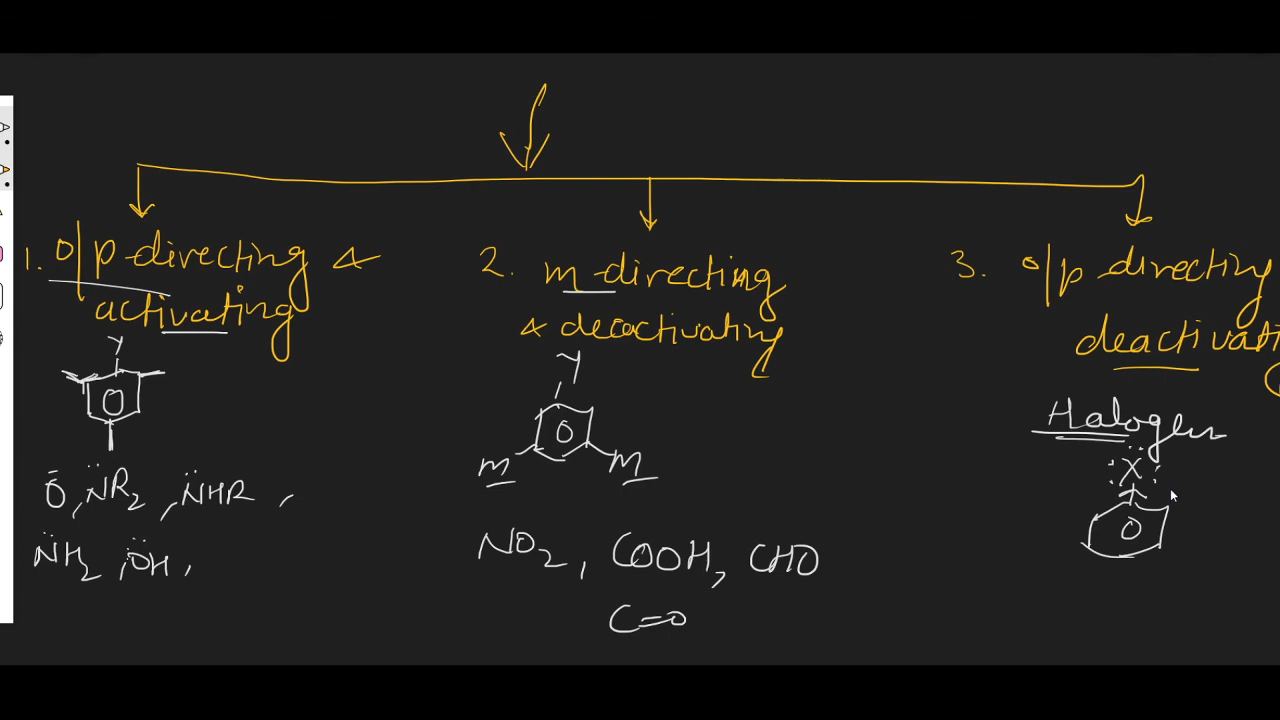 1. o/p directing &
activating
Y
O
Ō, N̈R2, N̈HR,
N̈H2, ÖH,
2. m directing
& deactivating
Y
O
m m
NO2, COOH, CHO
C=O
3. o/p directing
deactivati
Halogen
X
O